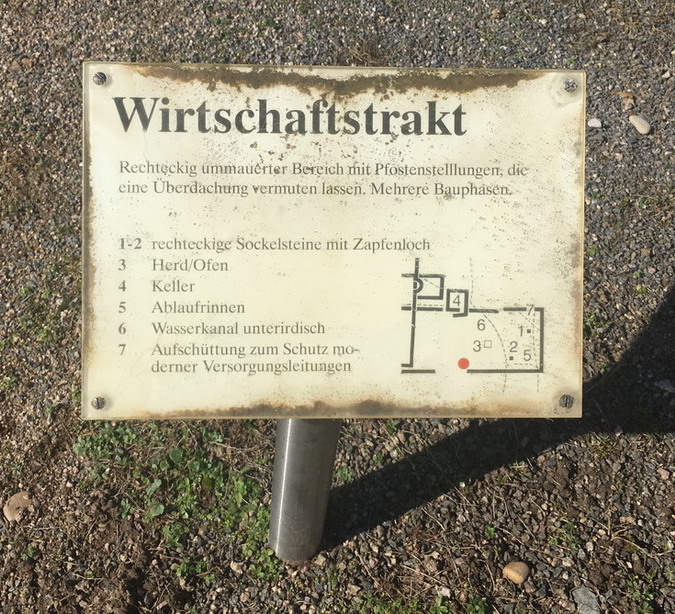 Wirtschaftstrakt
Rechteckig ummauerter Bereich mit Pfostenstelllungen, die
eine Überdachung vermuten lassen. Mehrere Bauphasen.
1-2 rechteckige Sockelsteine mit Zapfenloch
3 Herd/Ofen
4 Keller
5 Ablaufrinnen
6 Wasserkanal unterirdisch
7 Aufschüttung zum Schutz mo-
derner Versorgungsleitungen
4
7
6
1
3
2
5